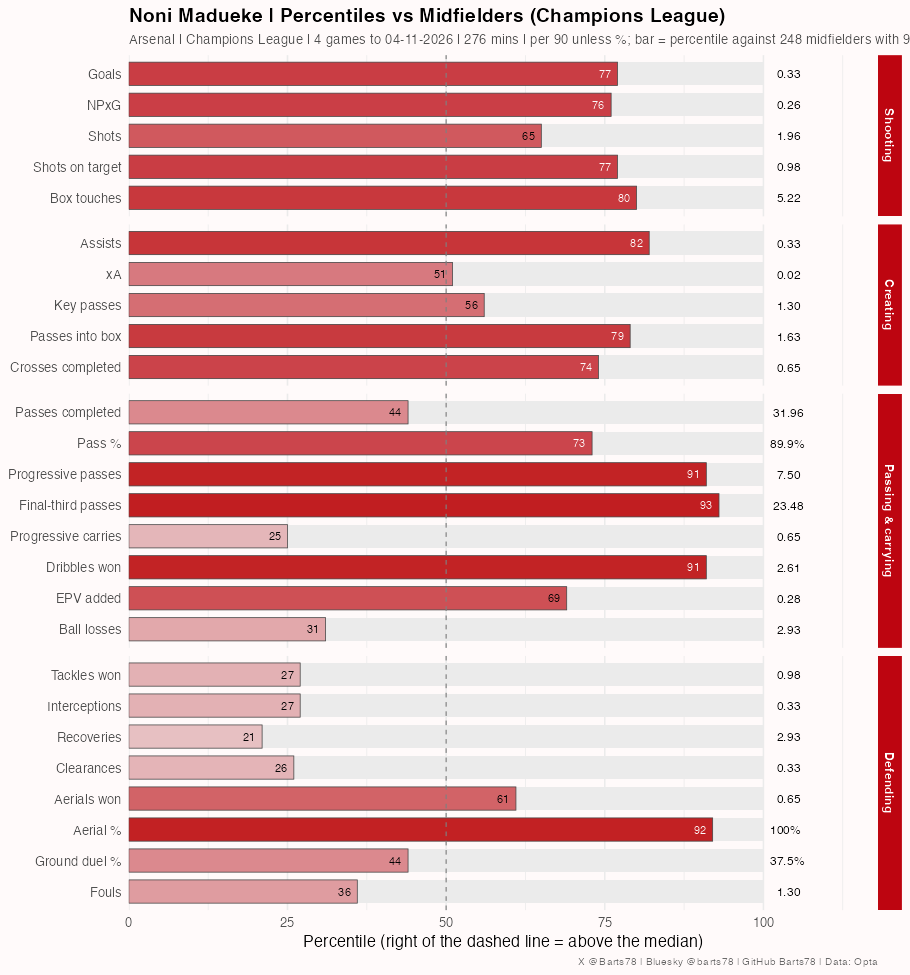 Noni Madueke | Percentiles vs Midfielders (Champions League)
Arsenal | Champions League | 4 games to 04-11-2026 | 276 mins | per 90 unless %; bar = percentile against 248 midfielders with 9
Goals 77 0.33
NPxG 76 0.26
Shots 65 1.96
Shots on target 77 0.98
Box touches 80 5.22
Shooting
Assists 82 0.33
xA 51 0.02
Key passes 56 1.30
Passes into box 79 1.63
Crosses completed 74 0.65
Creating
Passes completed 44 31.96
Pass % 73 89.9%
Progressive passes 91 7.50
Final-third passes 93 23.48
Progressive carries 25 0.65
Dribbles won 91 2.61
EPV added 69 0.28
Ball losses 31 2.93
Passing & carrying
Tackles won 27 0.98
Interceptions 27 0.33
Recoveries 21 2.93
Clearances 26 0.33
Aerials won 61 0.65
Aerial % 92 100%
Ground duel % 44 37.5%
Fouls 36 1.30
Defending
0 25 50 75 100
Percentile (right of the dashed line = above the median)
X @Barts78 | Bluesky @barts78 | GitHub Barts78 | Data: Opta